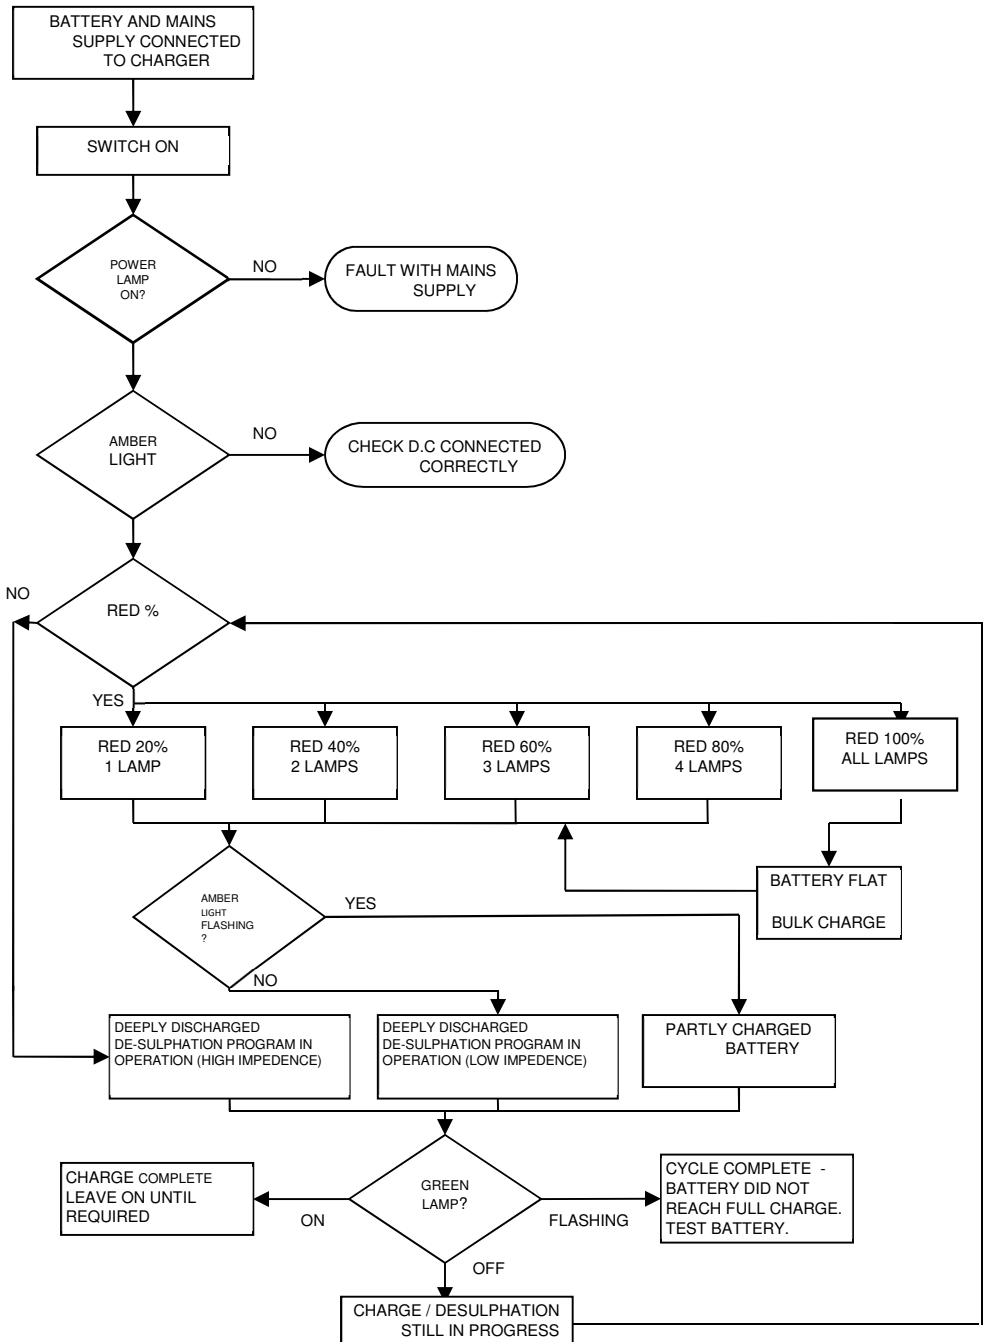 BATTERY AND MAINS
SUPPLY CONNECTED
TO CHARGER
SWITCH ON
POWER
LAMP
ON?
NO
FAULT WITH MAINS
SUPPLY
AMBER
LIGHT
NO
CHECK D.C CONNECTED
CORRECTLY
NO
RED %
YES
RED 20%
1 LAMP
RED 40%
2 LAMPS
RED 60%
3 LAMPS
RED 80%
4 LAMPS
RED 100%
ALL LAMPS
BATTERY FLAT
BULK CHARGE
AMBER
LIGHT
FLASHING
?
YES
NO
DEEPLY DISCHARGED
DE-SULPHATION PROGRAM IN
OPERATION (HIGH IMPEDENCE)
DEEPLY DISCHARGED
DE-SULPHATION PROGRAM IN
OPERATION (LOW IMPEDENCE)
PARTLY CHARGED
BATTERY
CHARGE COMPLETE
LEAVE ON UNTIL
REQUIRED
ON
GREEN
LAMP?
FLASHING
CYCLE COMPLETE -
BATTERY DID NOT
REACH FULL CHARGE.
TEST BATTERY.
OFF
CHARGE / DESULPHATION
STILL IN PROGRESS